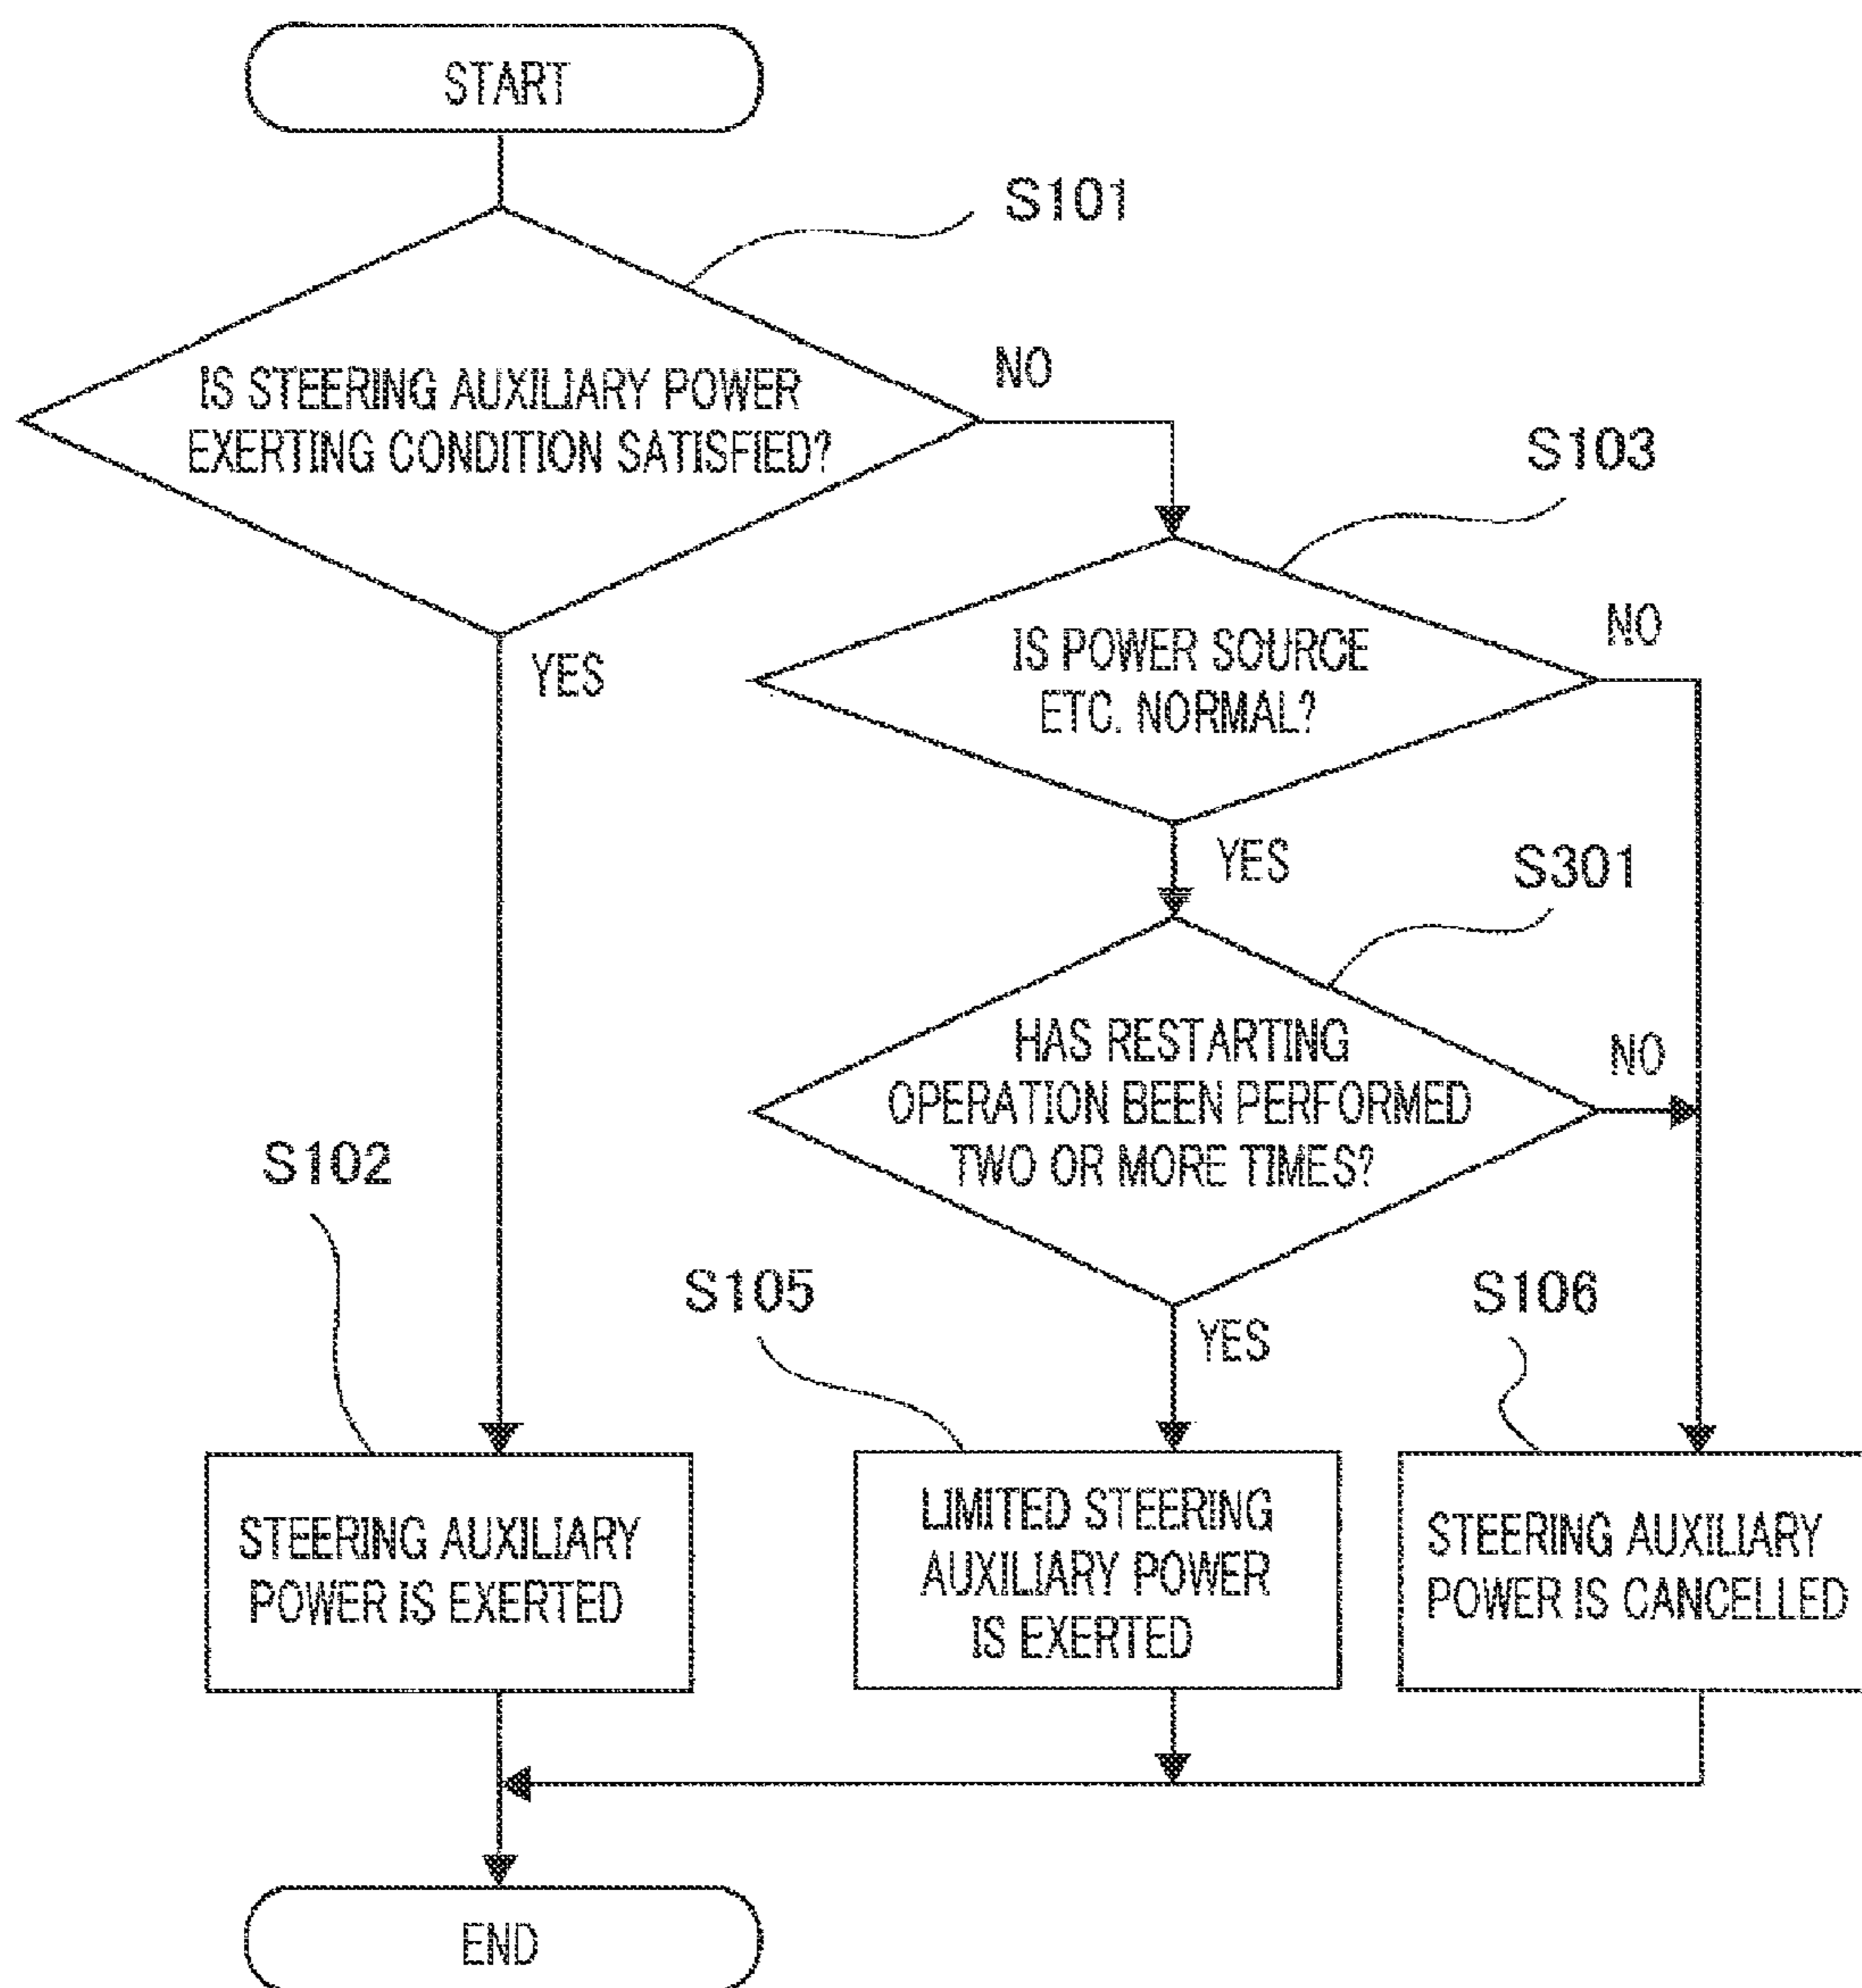 START
S101
IS STEERING AUXILIARY POWER
EXERTING CONDITION SATISFIED?
NO
YES
S103
IS POWER SOURCE
ETC. NORMAL?
NO
YES
S301
HAS RESTARTING
OPERATION BEEN PERFORMED
TWO OR MORE TIMES?
NO
YES
S102
STEERING AUXILIARY
POWER IS EXERTED
S105
LIMITED STEERING
AUXILIARY POWER
IS EXERTED
S106
STEERING AUXILIARY
POWER IS CANCELLED
END